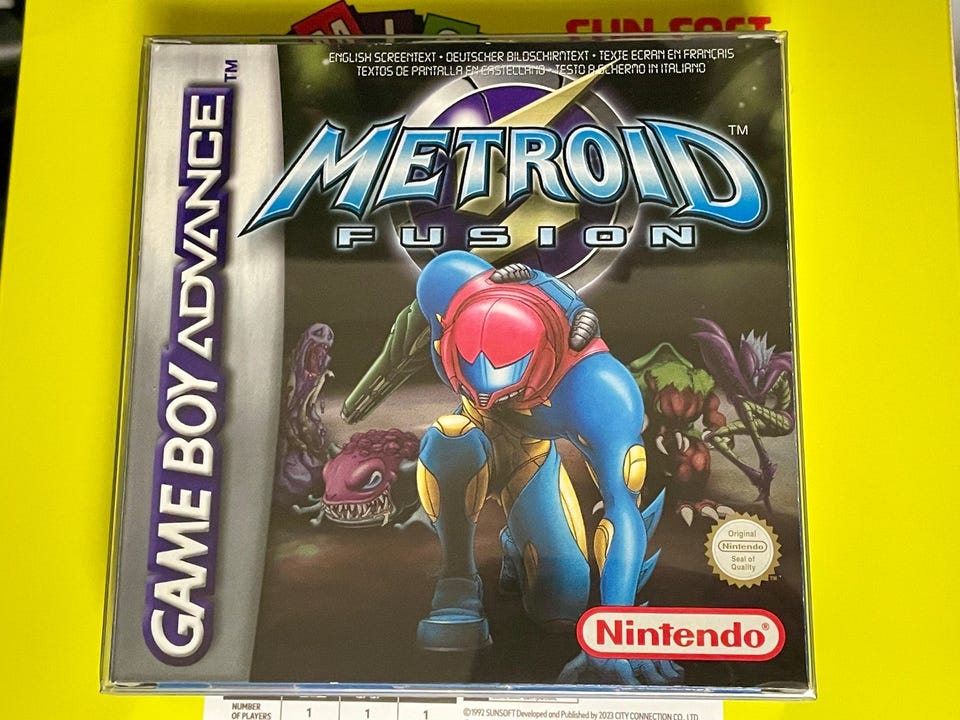 SUN SOFT
ENGLISH SCREENTEXT • DEUTSCHER BILDSCHIRMTEXT • TEXTE ECRAN EN FRANÇAIS
TEXTOS DE PANTALLA EN CASTELLANO • TESTO A SCHERMO IN ITALIANO
GAME BOY ADVANCE™
METROID™
FUSION
Original
Nintendo
Seal of
Quality
™
Nintendo®
NUMBER
OF PLAYERS
1
1
1
©1992 SUNSOFT Developed and Published by 2023 CITY CONNECTION CO., LTD